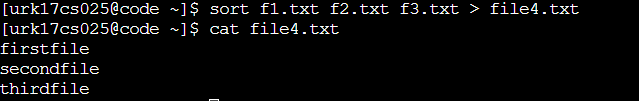 [urk17cs025@code ~]$ sort f1.txt f2.txt f3.txt > file4.txt
[urk17cs025@code ~]$ cat file4.txt
firstfile
secondfile
thirdfile